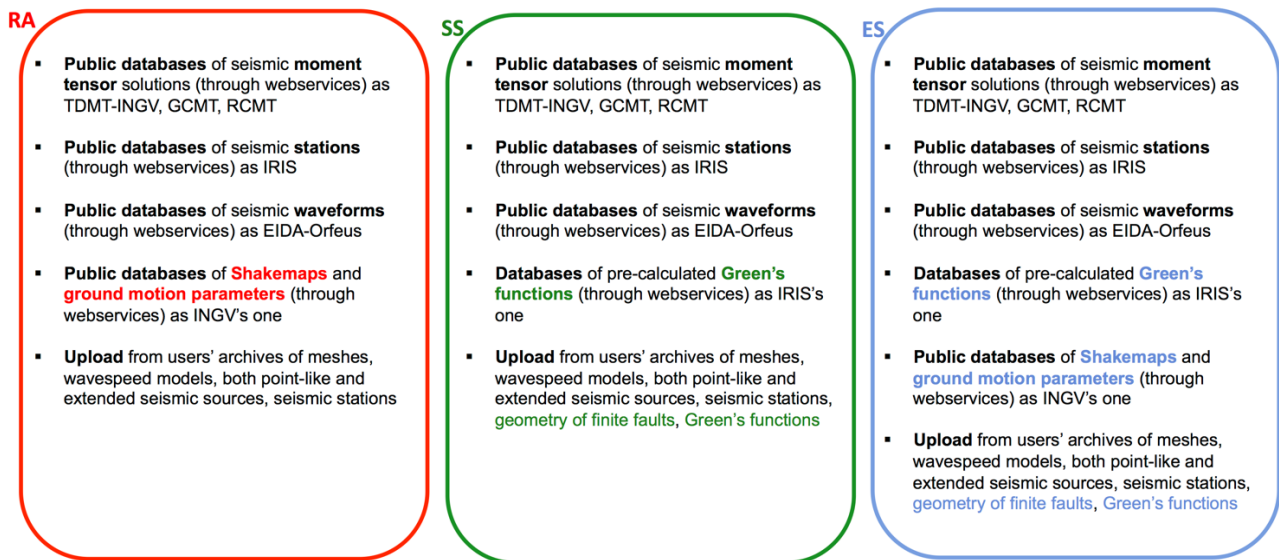 RA
▪ Public databases of seismic moment
tensor solutions (through webservices) as
TDMT-INGV, GCMT, RCMT
▪ Public databases of seismic stations
(through webservices) as IRIS
▪ Public databases of seismic waveforms
(through webservices) as EIDA-Orfeus
▪ Public databases of Shakemaps and
ground motion parameters (through
webservices) as INGV's one
▪ Upload from users' archives of meshes,
wavespeed models, both point-like and
extended seismic sources, seismic stations
SS
▪ Public databases of seismic moment
tensor solutions (through webservices) as
TDMT-INGV, GCMT, RCMT
▪ Public databases of seismic stations
(through webservices) as IRIS
▪ Public databases of seismic waveforms
(through webservices) as EIDA-Orfeus
▪ Databases of pre-calculated Green's
functions (through webservices) as IRIS's
one
▪ Upload from users' archives of meshes,
wavespeed models, both point-like and
extended seismic sources, seismic stations,
geometry of finite faults, Green's functions
ES
▪ Public databases of seismic moment
tensor solutions (through webservices) as
TDMT-INGV, GCMT, RCMT
▪ Public databases of seismic stations
(through webservices) as IRIS
▪ Public databases of seismic waveforms
(through webservices) as EIDA-Orfeus
▪ Databases of pre-calculated Green's
functions (through webservices) as IRIS's
one
▪ Public databases of Shakemaps and
ground motion parameters (through
webservices) as INGV's one
▪ Upload from users' archives of meshes,
wavespeed models, both point-like and
extended seismic sources, seismic stations,
geometry of finite faults, Green's functions